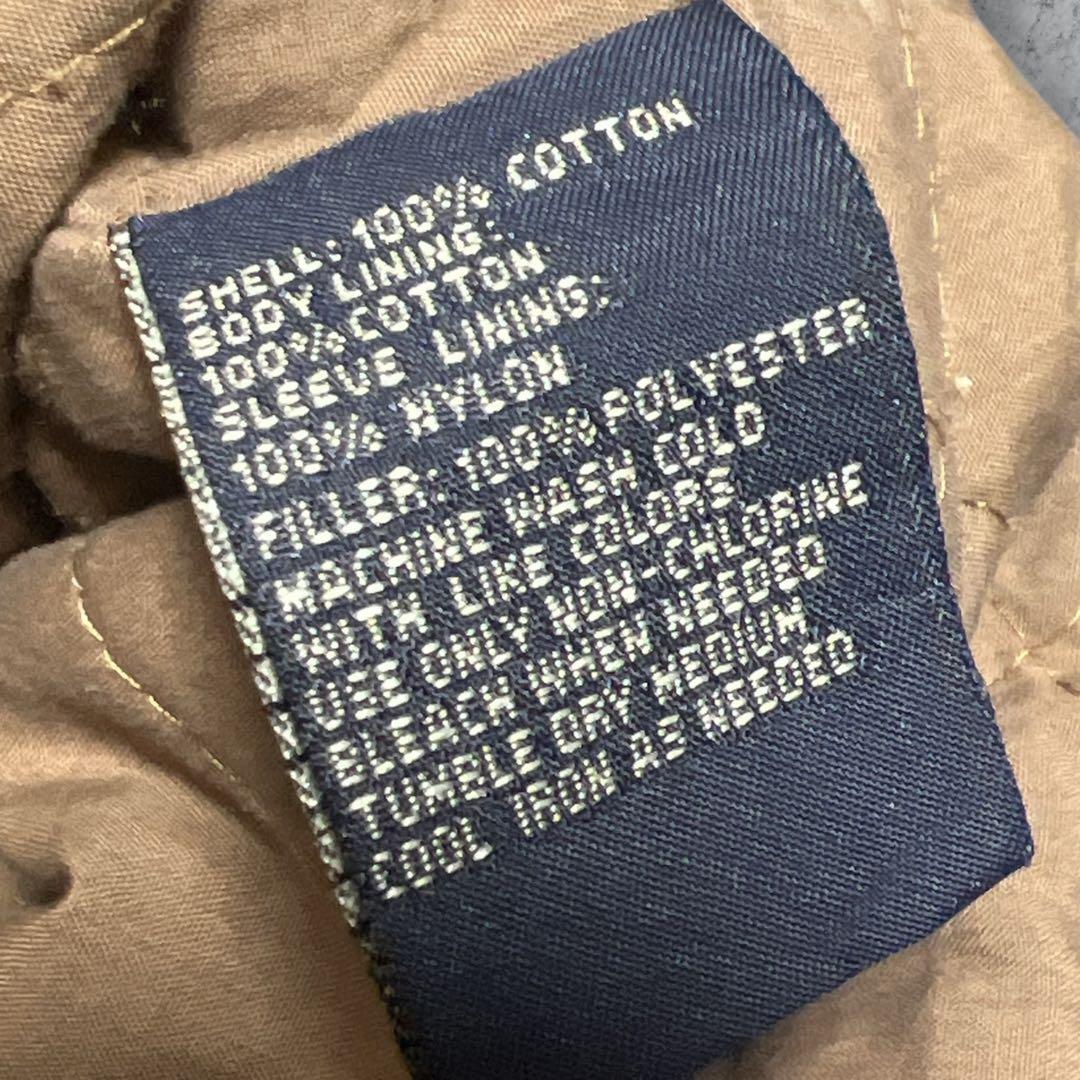 SHELL: 100% COTTON
BODY LINING:
100% COTTON
SLEEVE LINING:
100% NYLON
FILLER: 100% POLYESTER
MACHINE WASH COLD
WITH LIKE COLORS
USE ONLY NON-CHLORINE
BLEACH WHEN NEEDED
TUMBLE DRY MEDIUM
COOL IRON AS NEEDED